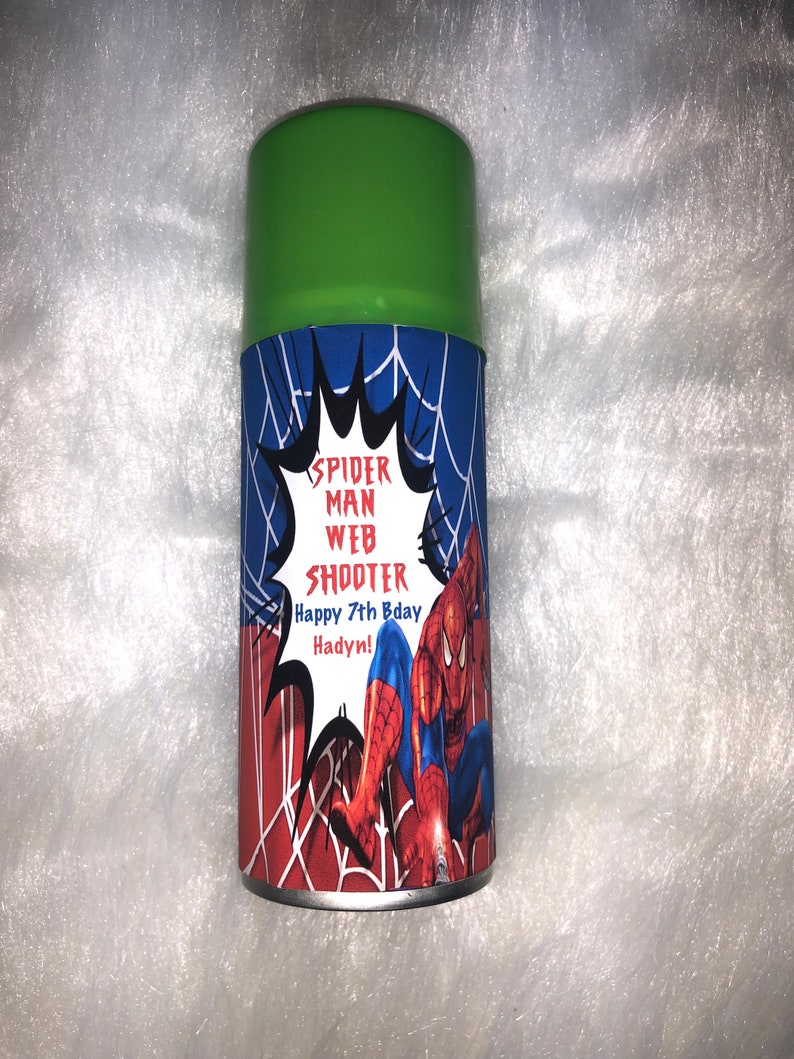 SPIDER
MAN
WEB
SHOOTER
Happy 7th Bday
Hadyn!